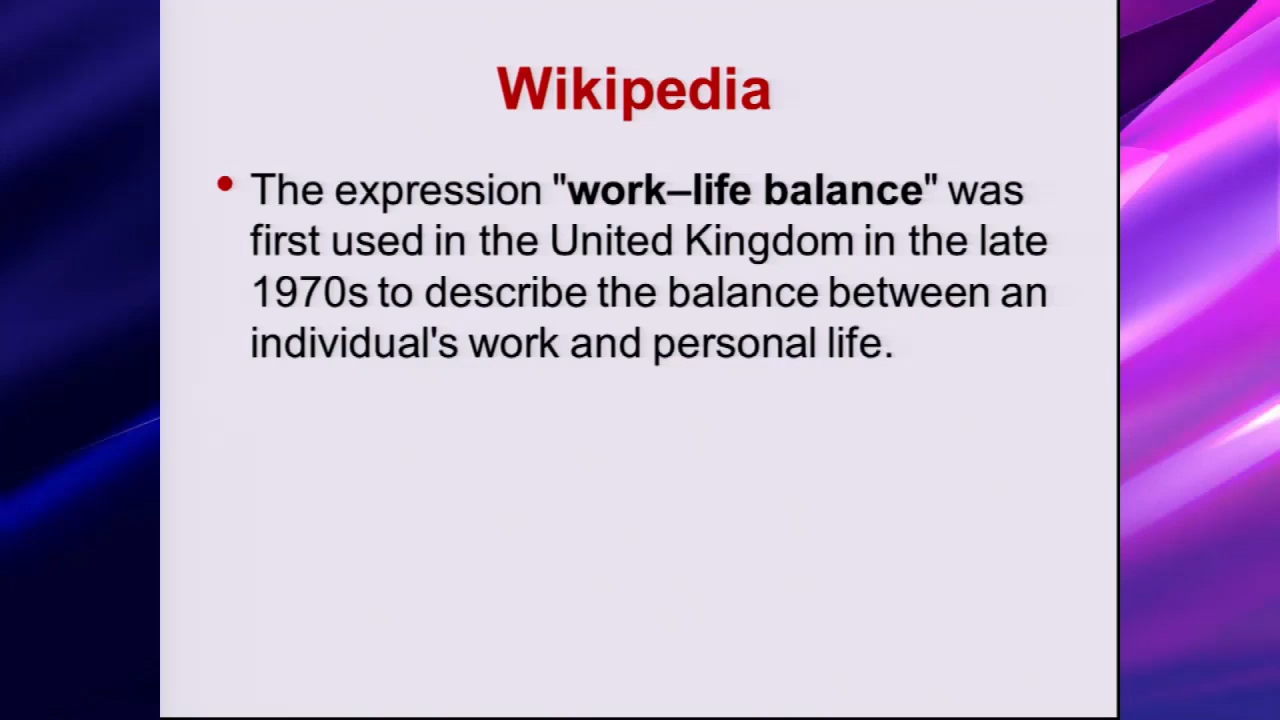 Wikipedia
• The expression "work–life balance" was
first used in the United Kingdom in the late
1970s to describe the balance between an
individual's work and personal life.